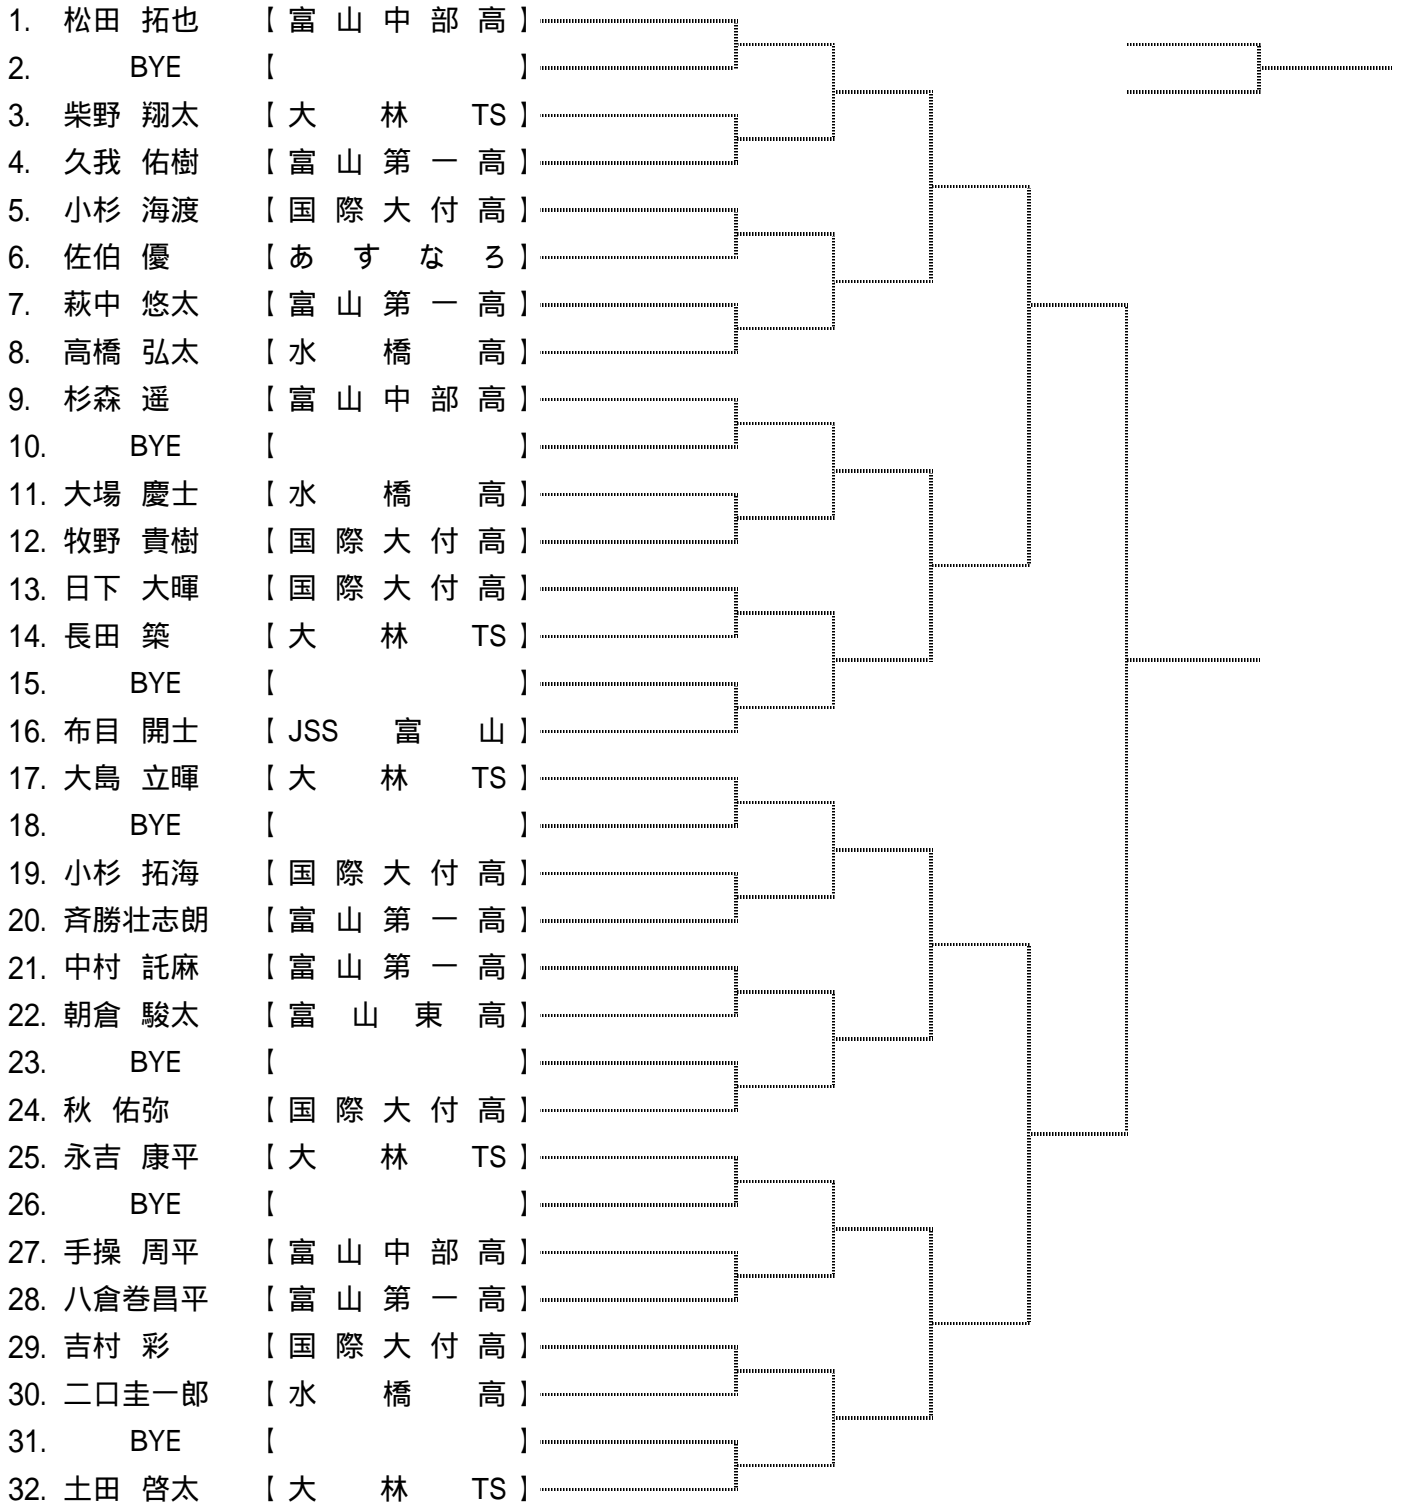 1. 松田 拓也 【 富 山 中 部 高 】
2. BYE 【 】
3. 柴野 翔太 【 大 林 TS 】
4. 久我 佑樹 【 富 山 第 一 高 】
5. 小杉 海渡 【 国 際 大 付 高 】
6. 佐伯 優 【 あ す な ろ 】
7. 萩中 悠太 【 富 山 第 一 高 】
8. 高橋 弘太 【 水 橋 高 】
9. 杉森 遥 【 富 山 中 部 高 】
10. BYE 【 】
11. 大場 慶士 【 水 橋 高 】
12. 牧野 貴樹 【 国 際 大 付 高 】
13. 日下 大暉 【 国 際 大 付 高 】
14. 長田 築 【 大 林 TS 】
15. BYE 【 】
16. 布目 開士 【 JSS 富 山 】
17. 大島 立暉 【 大 林 TS 】
18. BYE 【 】
19. 小杉 拓海 【 国 際 大 付 高 】
20. 斉勝壮志朗 【 富 山 第 一 高 】
21. 中村 託麻 【 富 山 第 一 高 】
22. 朝倉 駿太 【 富 山 東 高 】
23. BYE 【 】
24. 秋 佑弥 【 国 際 大 付 高 】
25. 永吉 康平 【 大 林 TS 】
26. BYE 【 】
27. 手操 周平 【 富 山 中 部 高 】
28. 八倉巻昌平 【 富 山 第 一 高 】
29. 吉村 彩 【 国 際 大 付 高 】
30. 二口圭一郎 【 水 橋 高 】
31. BYE 【 】
32. 土田 啓太 【 大 林 TS 】